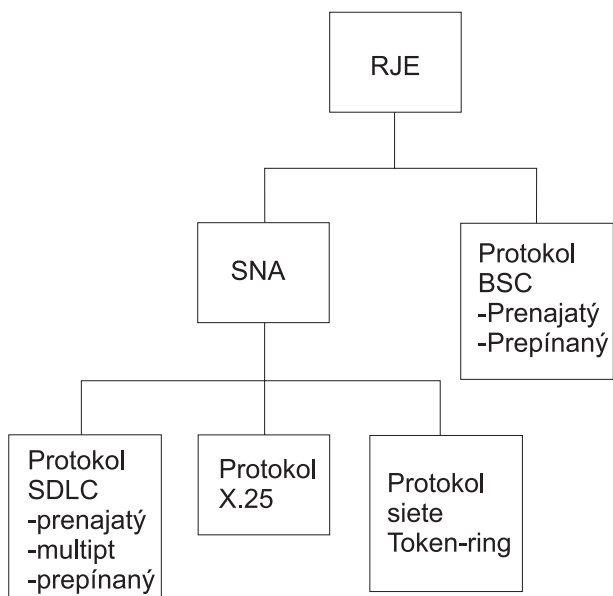 RJE
SNA
Protokol
BSC
-Prenajatý
-Prepínaný
Protokol
SDLC
-prenajatý
-multipt
-prepínaný
Protokol
X.25
Protokol
siete
Token-ring